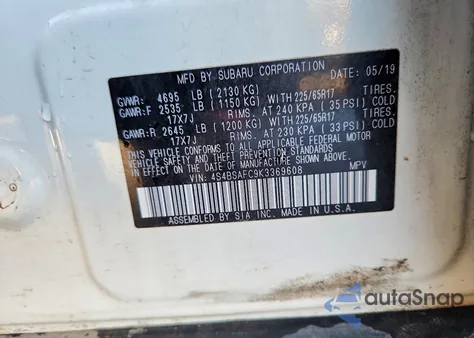 MFD BY SUBARU CORPORATION DATE: 05/19
GVWR: 4695 LB (2130 KG)
GAWR:F 2535 LB (1150 KG) WITH 225/65R17 TIRES.
17X7J RIMS. AT 240 KPA (35 PSI) COLD
GAWR:R 2645 LB (1200 KG) WITH 225/65R17 TIRES.
17X7J RIMS. AT 230 KPA (33 PSI) COLD
THIS VEHICLE CONFORMS TO ALL APPLICABLE FEDERAL MOTOR
VEHICLE SAFETY AND THEFT PREVENTION STANDARDS IN EFFECT ON
THE DATE OF MANUFACTURE SHOWN ABOVE.
VIN: 4S4BSAFC9K3369608 MPV
ASSEMBLED BY SIA INC. MADE IN U.S.A.
autoSnap